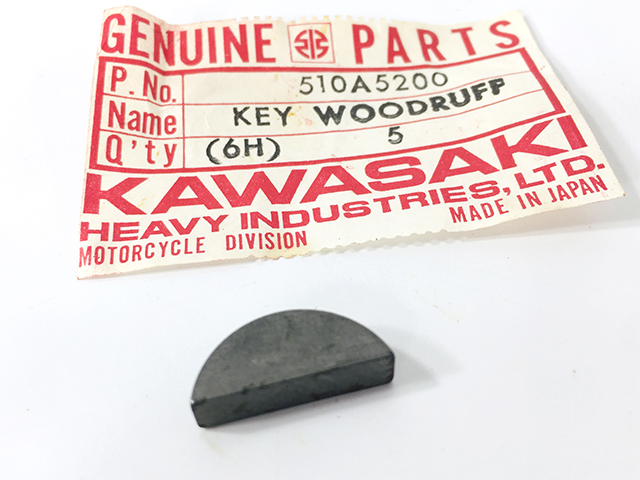 GENUINE PARTS
P. No. 510A5200
Name KEY WOODRUFF
Q'ty (6H) 5
KAWASAKI
HEAVY INDUSTRIES, LTD.
MOTORCYCLE DIVISION MADE IN JAPAN